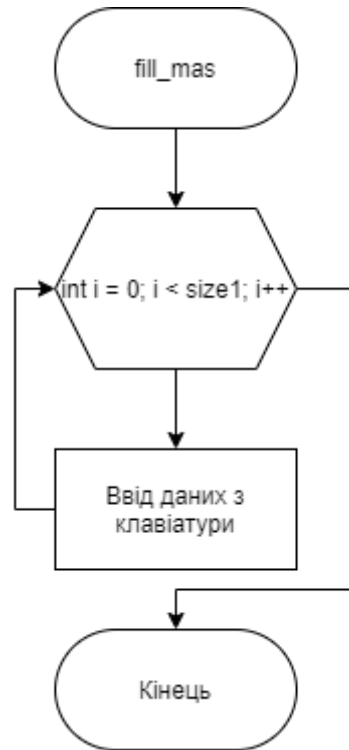 fill_mas
int i = 0; i < size1; i++
Ввід даних з
клавіатури
Кінець